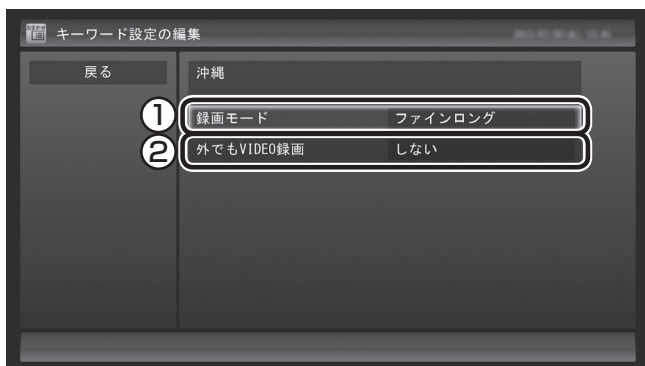 キーワード設定の編集
戻る
沖縄
① 録画モード ファインロング
② 外でもVIDEO録画 しない